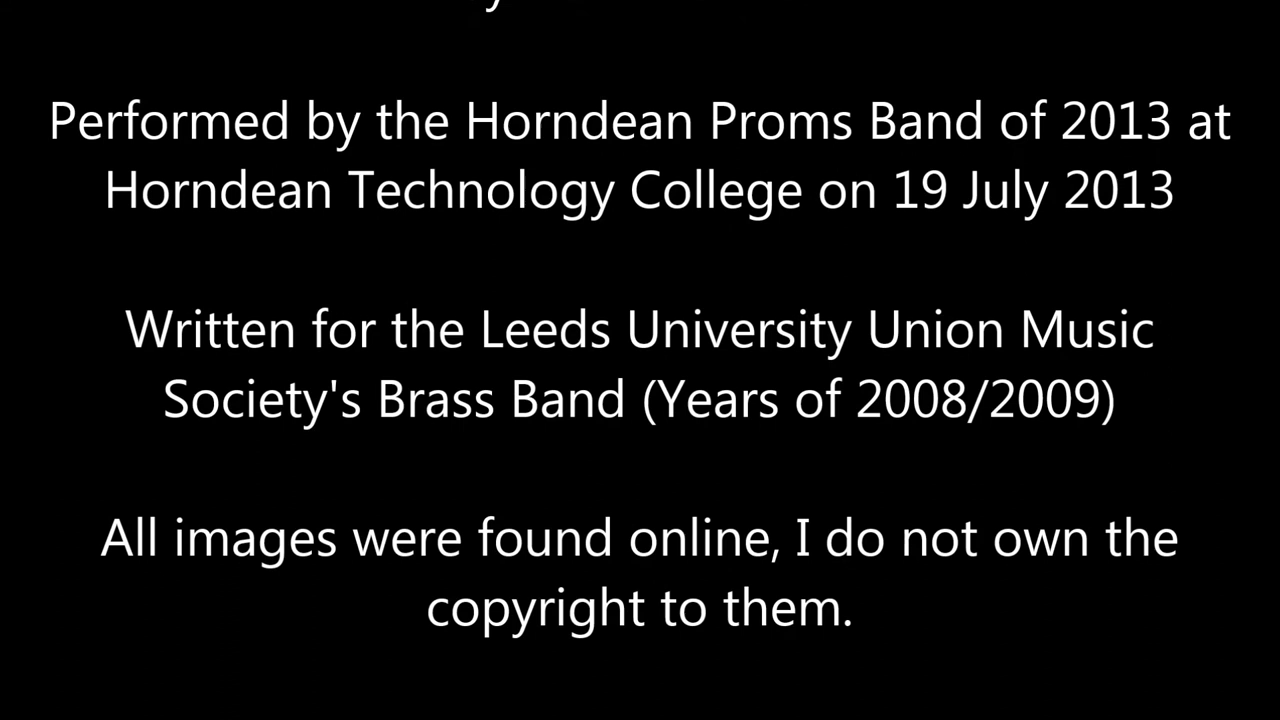 Performed by the Horndean Proms Band of 2013 at
Horndean Technology College on 19 July 2013
Written for the Leeds University Union Music
Society's Brass Band (Years of 2008/2009)
All images were found online, I do not own the
copyright to them.